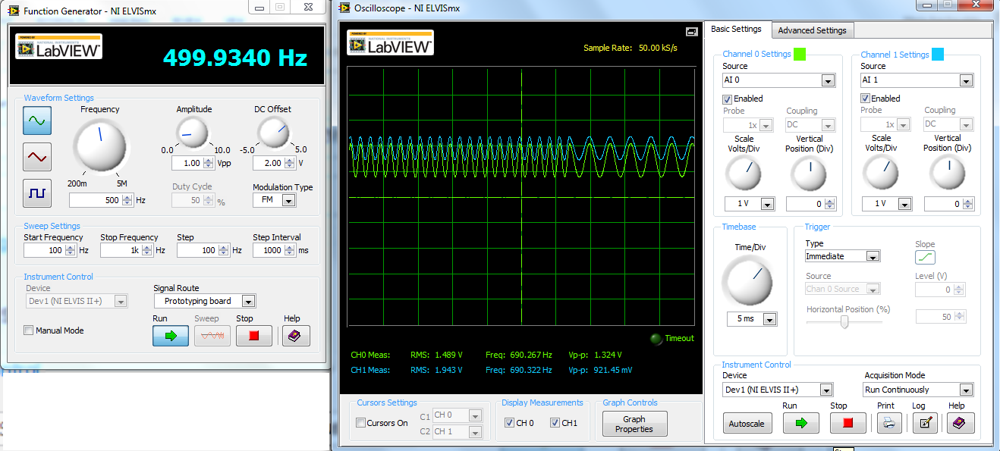 Function Generator - NI ELVISmx
POWERED BY
NATIONAL INSTRUMENTS
LabVIEW™
499.9340 Hz
Waveform Settings
Frequency
Amplitude
DC Offset
0.0 10.0
-5.0 5.0
1.00 Vpp
2.00 V
200m 5M
500 Hz
Duty Cycle
50 %
Modulation Type
FM
Sweep Settings
Start Frequency Stop Frequency Step Step Interval
100 Hz 1k Hz 100 Hz 1000 ms
Instrument Control
Device Signal Route
Dev1 (NI ELVIS II+) Prototyping board
Run Sweep Stop Help
Manual Mode
Oscilloscope - NI ELVISmx
POWERED BY
NATIONAL INSTRUMENTS
LabVIEW™
Sample Rate: 50.00 kS/s
Timeout
CH0 Meas: RMS: 1.489 V Freq: 690.267 Hz Vp-p: 1.324 V
CH1 Meas: RMS: 1.943 V Freq: 690.322 Hz Vp-p: 921.45 mV
Cursors Settings
Cursors On
C1 CH 0
C2 CH 1
Display Measurements
CH 0 CH1
Graph Controls
Graph
Properties
Basic Settings Advanced Settings
Channel 0 Settings
Source
AI 0
Enabled
Probe Coupling
1x DC
Scale Vertical
Volts/Div Position (Div)
1 V 0
Channel 1 Settings
Source
AI 1
Enabled
Probe Coupling
1x DC
Scale Vertical
Volts/Div Position (Div)
1 V 0
Timebase
Time/Div
5 ms
Trigger
Type Slope
Immediate
Source Level (V)
Chan 0 Source 0
Horizontal Position (%)
50
Instrument Control
Device Acquisition Mode
Dev1 (NI ELVIS II+) Run Continuously
Run Stop Print Log Help
Autoscale